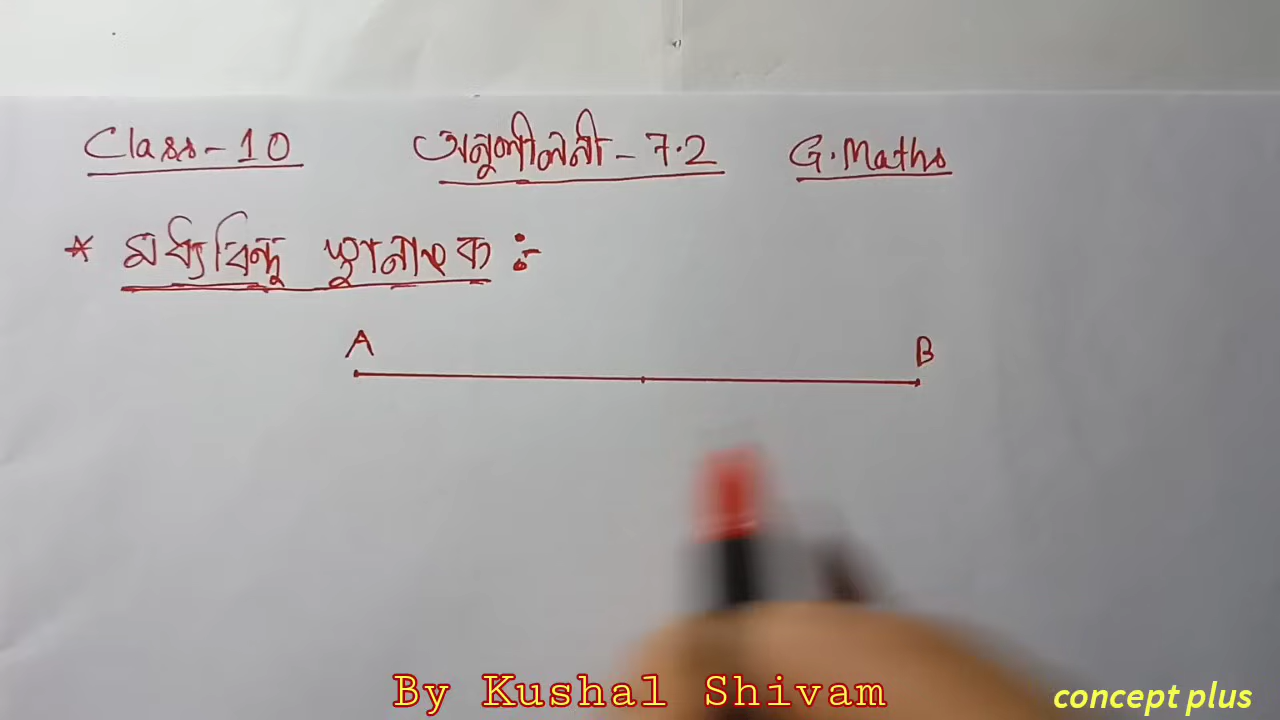 Class-10 অনুশীলনী-7.2 G.Maths
* মধ্যবিন্দু স্থানাংক :-
A B
By Kushal Shivam
concept plus